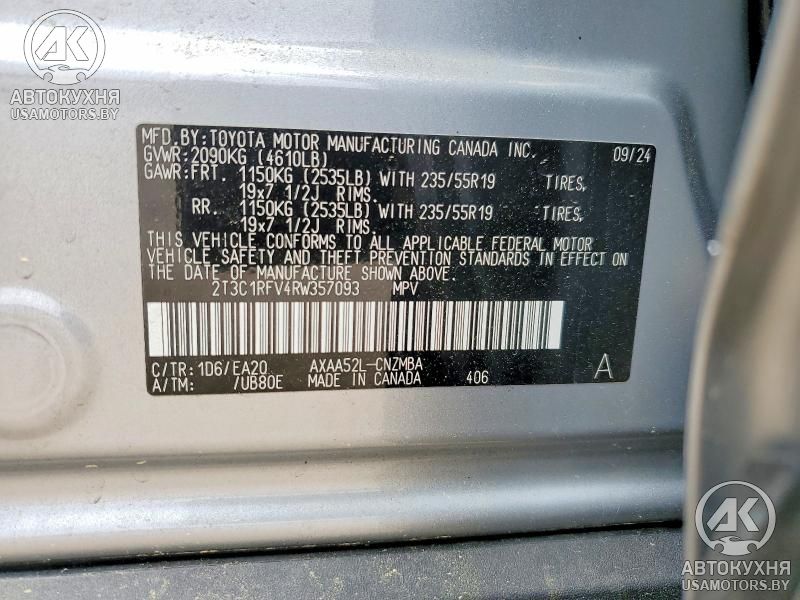 AK
АВТОКУХНЯ
USAMOTORS.BY
MFD.BY:TOYOTA MOTOR MANUFACTURING CANADA INC. 09/24
GVWR:2090KG (4610LB)
GAWR:FRT. 1150KG (2535LB) WITH 235/55R19 TIRES,
19x7 1/2J RIMS.
RR. 1150KG (2535LB) WITH 235/55R19 TIRES,
19x7 1/2J RIMS.
THIS VEHICLE CONFORMS TO ALL APPLICABLE FEDERAL MOTOR
VEHICLE SAFETY AND THEFT PREVENTION STANDARDS IN EFFECT ON
THE DATE OF MANUFACTURE SHOWN ABOVE.
2T3C1RFV4RW357093 MPV
C/TR: 1D6/EA20 AXAA52L-CNZMBA
A/TM: /UB80E MADE IN CANADA 406 A
AK
АВТОКУХНЯ
USAMOTORS.BY